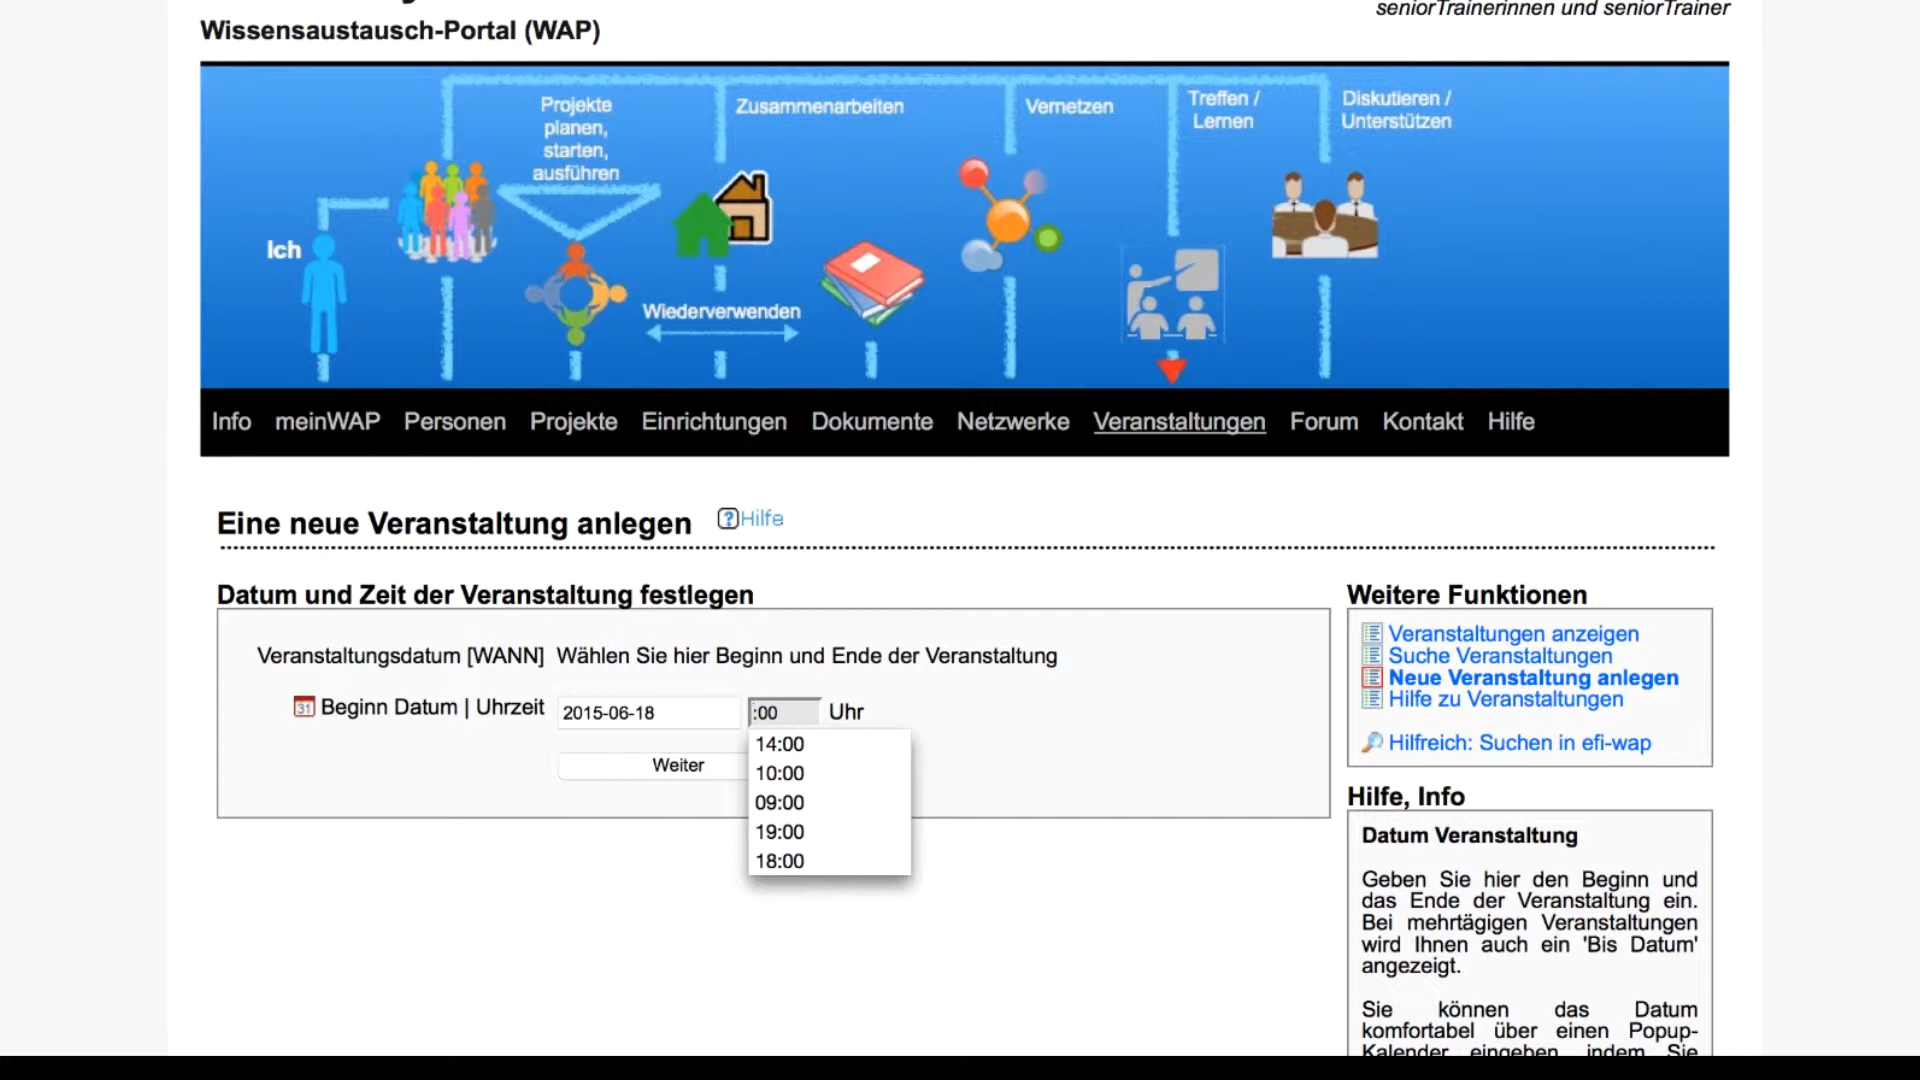 seniorTrainerinnen und seniorTrainer
Wissensaustausch-Portal (WAP)
Projekte
planen,
starten,
ausführen
Zusammenarbeiten
Vernetzen
Treffen /
Lernen
Diskutieren /
Unterstützen
Ich
Wiederverwenden
Info meinWAP Personen Projekte Einrichtungen Dokumente Netzwerke Veranstaltungen Forum Kontakt Hilfe
Eine neue Veranstaltung anlegen ?Hilfe
Datum und Zeit der Veranstaltung festlegen
Veranstaltungsdatum [WANN] Wählen Sie hier Beginn und Ende der Veranstaltung
31 Beginn Datum | Uhrzeit 2015-06-18 :00 Uhr
14:00
10:00
09:00
19:00
18:00
Weiter
Weitere Funktionen
Veranstaltungen anzeigen
Suche Veranstaltungen
Neue Veranstaltung anlegen
Hilfe zu Veranstaltungen
Hilfreich: Suchen in efi-wap
Hilfe, Info
Datum Veranstaltung
Geben Sie hier den Beginn und
das Ende der Veranstaltung ein.
Bei mehrtägigen Veranstaltungen
wird Ihnen auch ein 'Bis Datum'
angezeigt.
Sie können das Datum
komfortabel über einen Popup-
Kalender eingeben, indem Sie